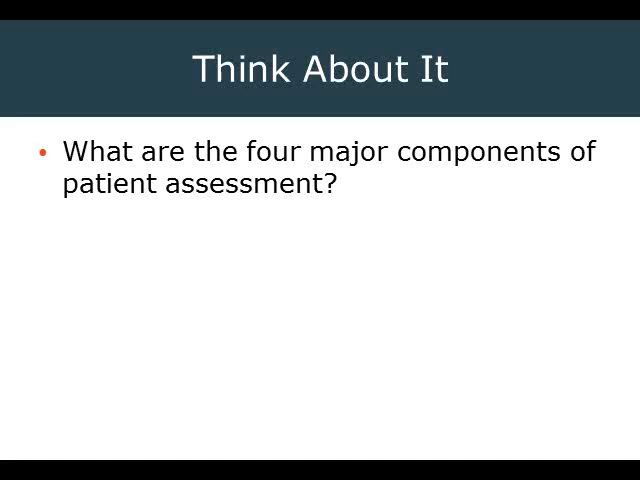 Think About It
• What are the four major components of
patient assessment?